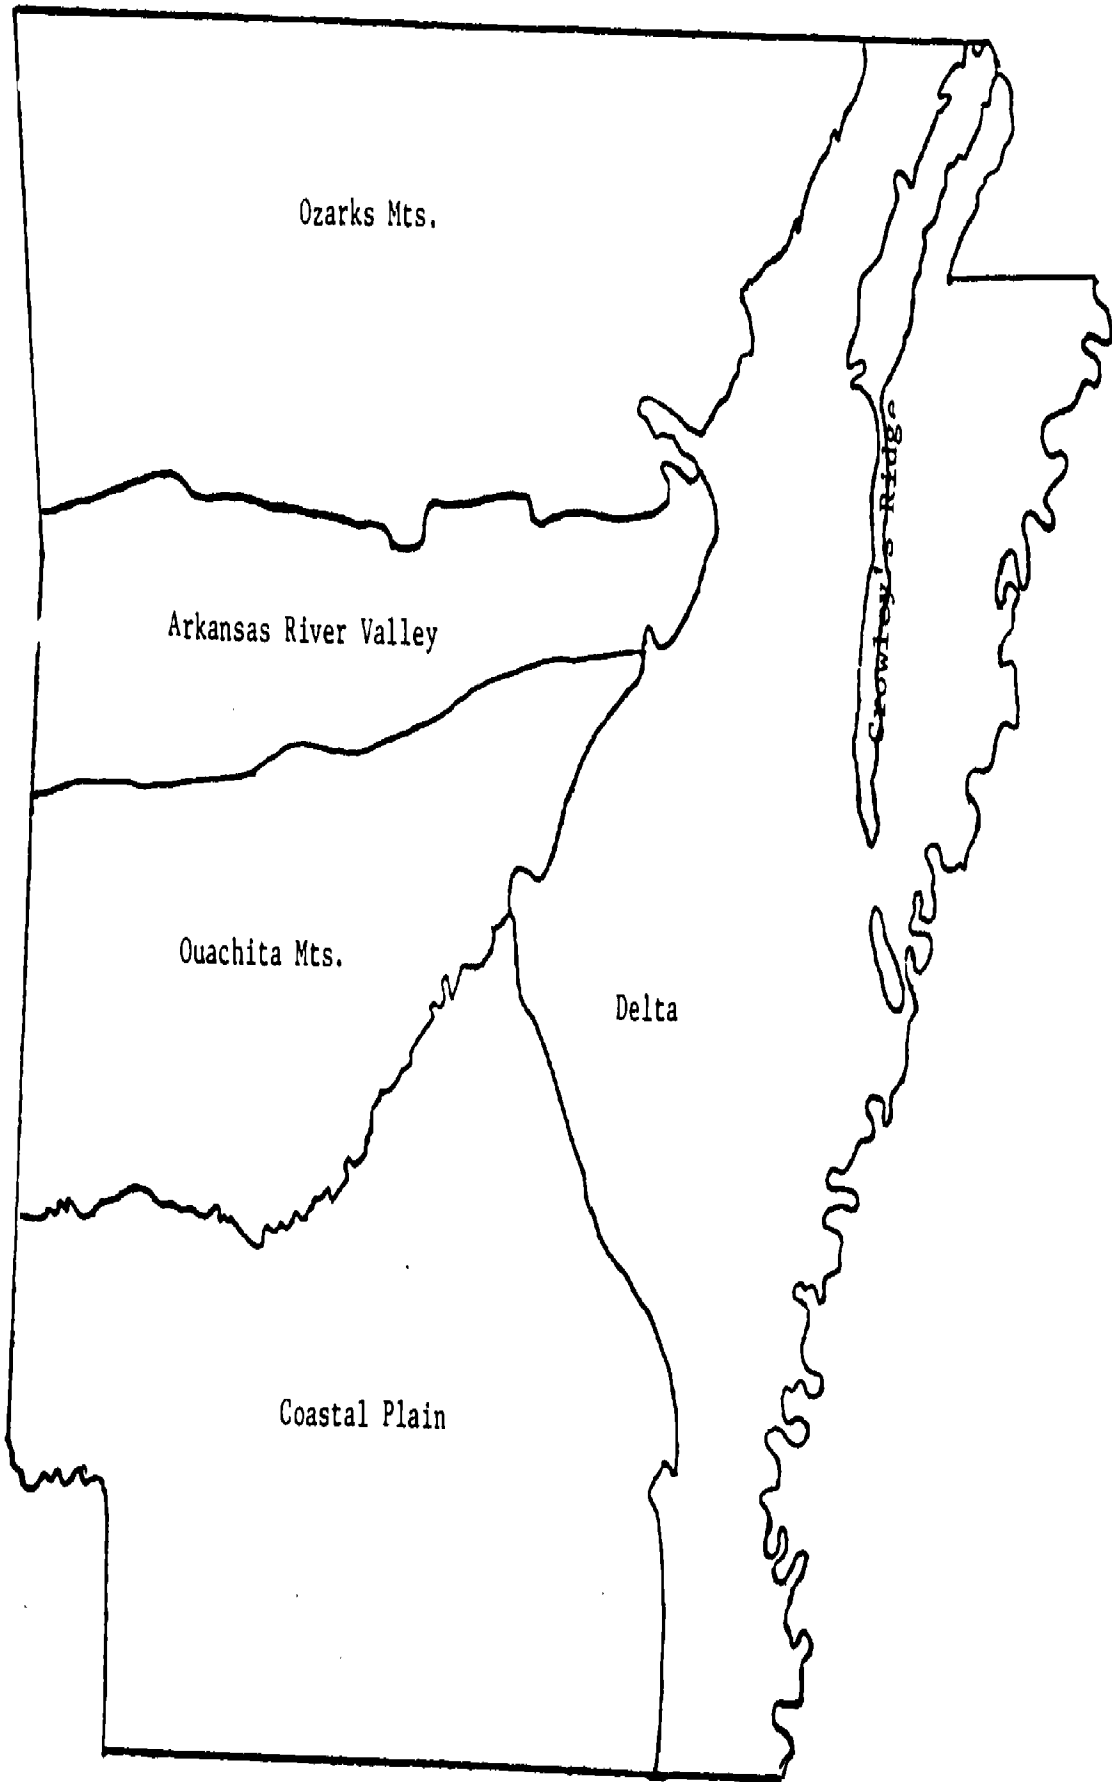 Ozarks Mts.
Crowley's Ridge
Arkansas River Valley
Ouachita Mts.
Delta
Coastal Plain